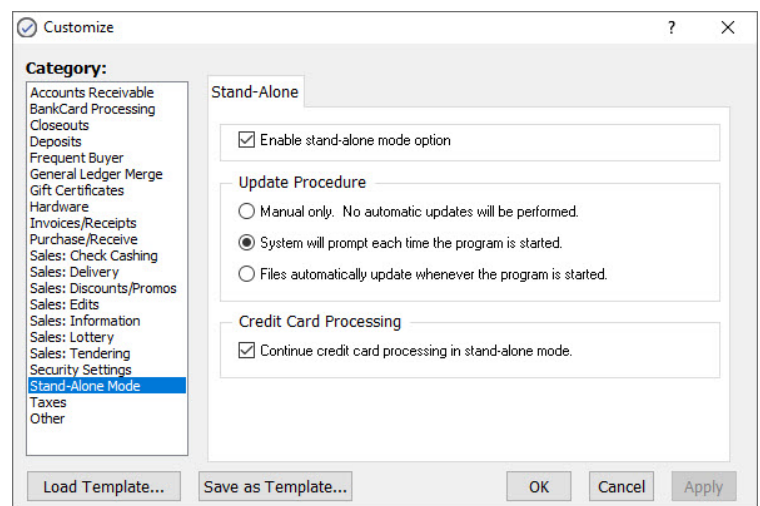 Customize
?
Category:
Accounts Receivable
BankCard Processing
Closeouts
Deposits
Frequent Buyer
General Ledger Merge
Gift Certificates
Hardware
Invoices/Receipts
Purchase/Receive
Sales: Check Cashing
Sales: Delivery
Sales: Discounts/Promos
Sales: Edits
Sales: Information
Sales: Lottery
Sales: Tendering
Security Settings
Stand-Alone Mode
Taxes
Other
Stand-Alone
Enable stand-alone mode option
Update Procedure
Manual only. No automatic updates will be performed.
System will prompt each time the program is started.
Files automatically update whenever the program is started.
Credit Card Processing
Continue credit card processing in stand-alone mode.
Load Template...
Save as Template...
OK
Cancel
Apply